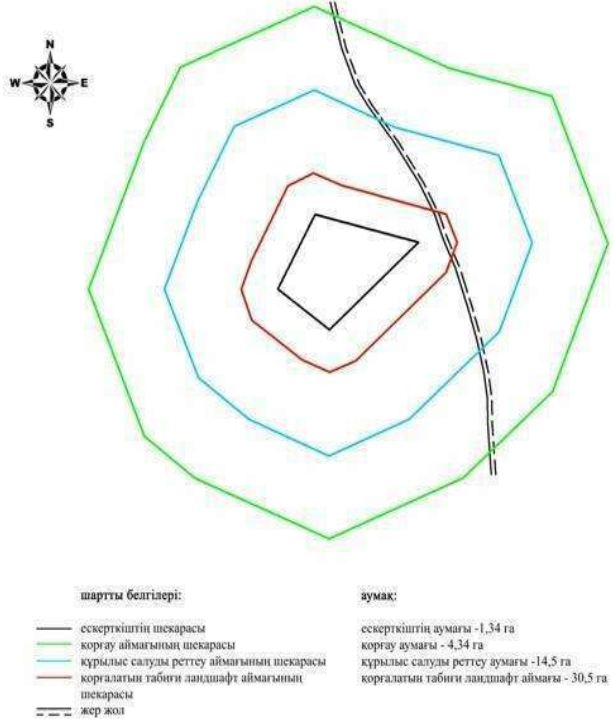 N
W E
S
шартты белгілері: аумақ:
ескерткіштің шекарасы ескерткіштің аумағы -1,34 га
қорғау аймағының шекарасы қорғау аумағы - 4,34 га
құрылыс салуды реттеу аймағының шекарасы құрылыс салуды реттеу аумағы -14,5 га
қорғалатын табиғи ландшафт аймағының қорғалатын табиғи ландшафт аймағы - 30,5 га
шекарасы
жер жол